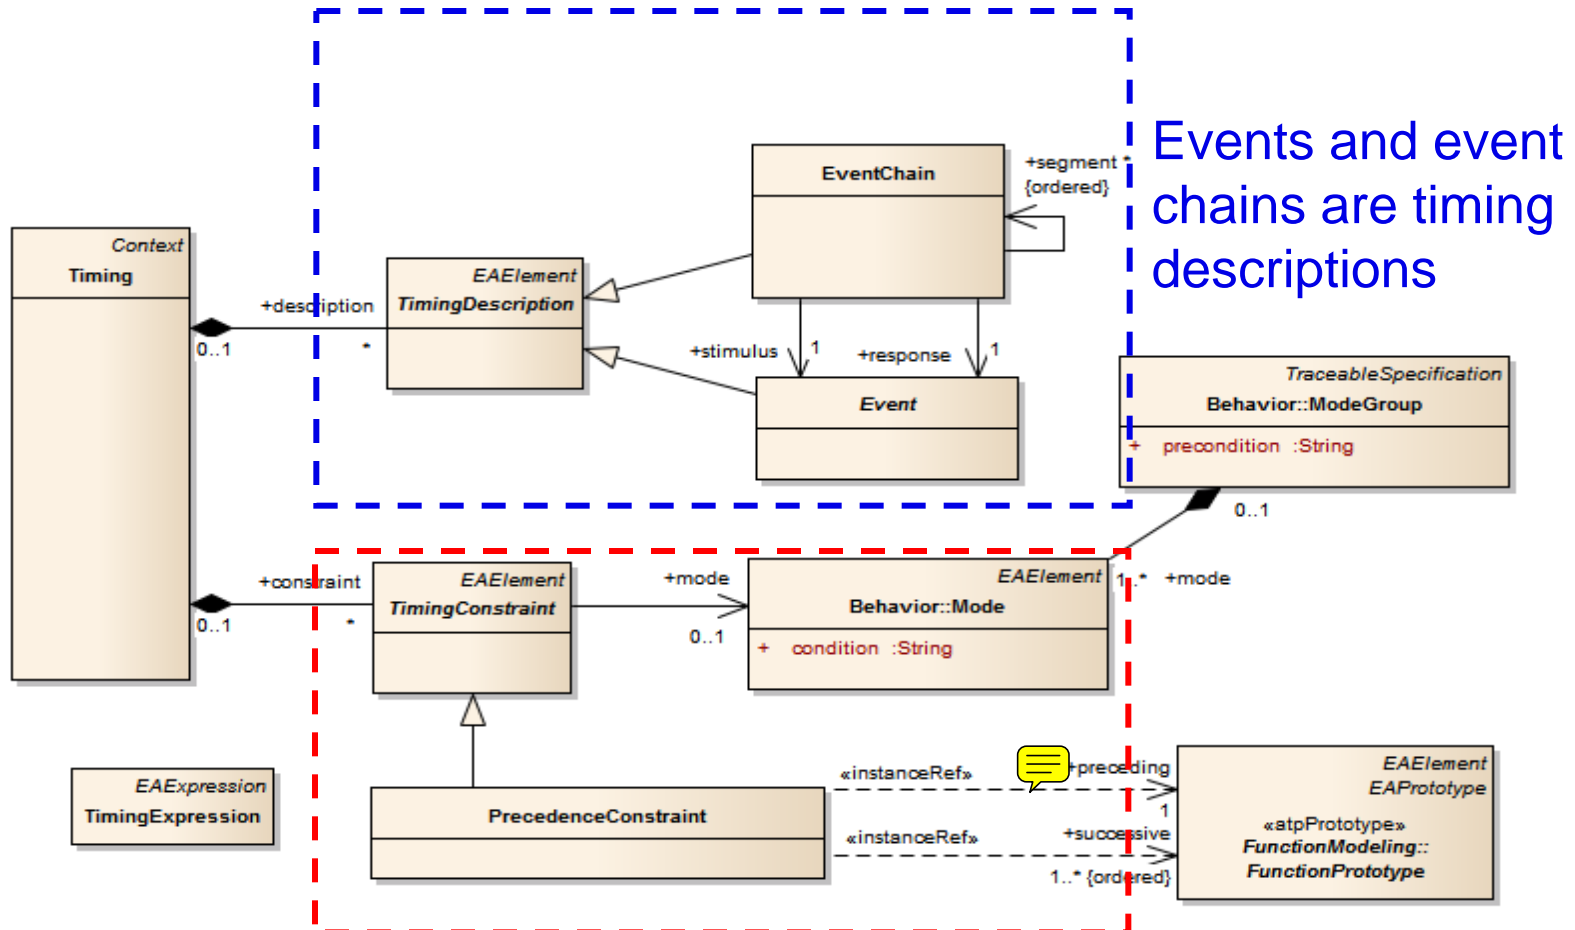 EventChain
+segment *
{ordered}
Events and event
chains are timing
descriptions
Context
Timing
EAElement
TimingDescription
+description
0..1
*
+stimulus
1
+response
1
Event
TraceableSpecification
Behavior::ModeGroup
+ precondition :String
0..1
+constraint
0..1
*
EAElement
TimingConstraint
+mode
0..1
EAElement
Behavior::Mode
+ condition :String
1..* +mode
EAExpression
TimingExpression
PrecedenceConstraint
«instanceRef»
+preceding
1
«instanceRef»
+successive
1..* {ordered}
EAElement
EAPrototype
«atpPrototype»
FunctionModeling::
FunctionPrototype